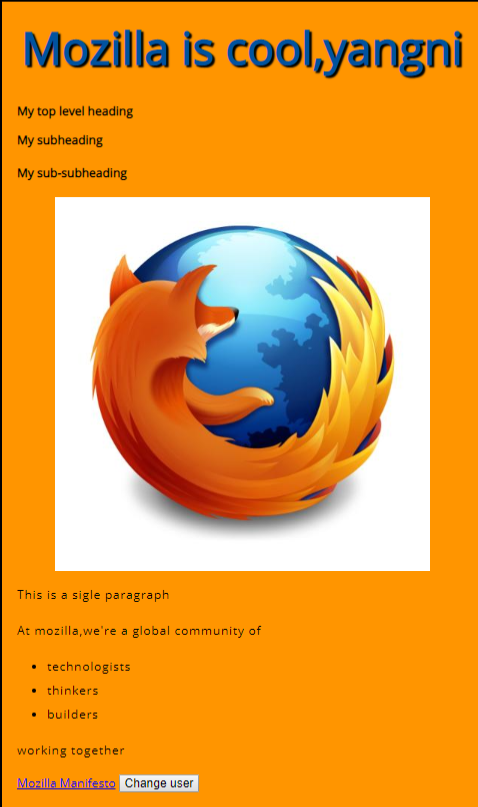 Mozilla is cool,yangni
My top level heading
My subheading
My sub-subheading
This is a sigle paragraph
At mozilla,we're a global community of
technologists
thinkers
builders
working together
Mozilla Manifesto Change user